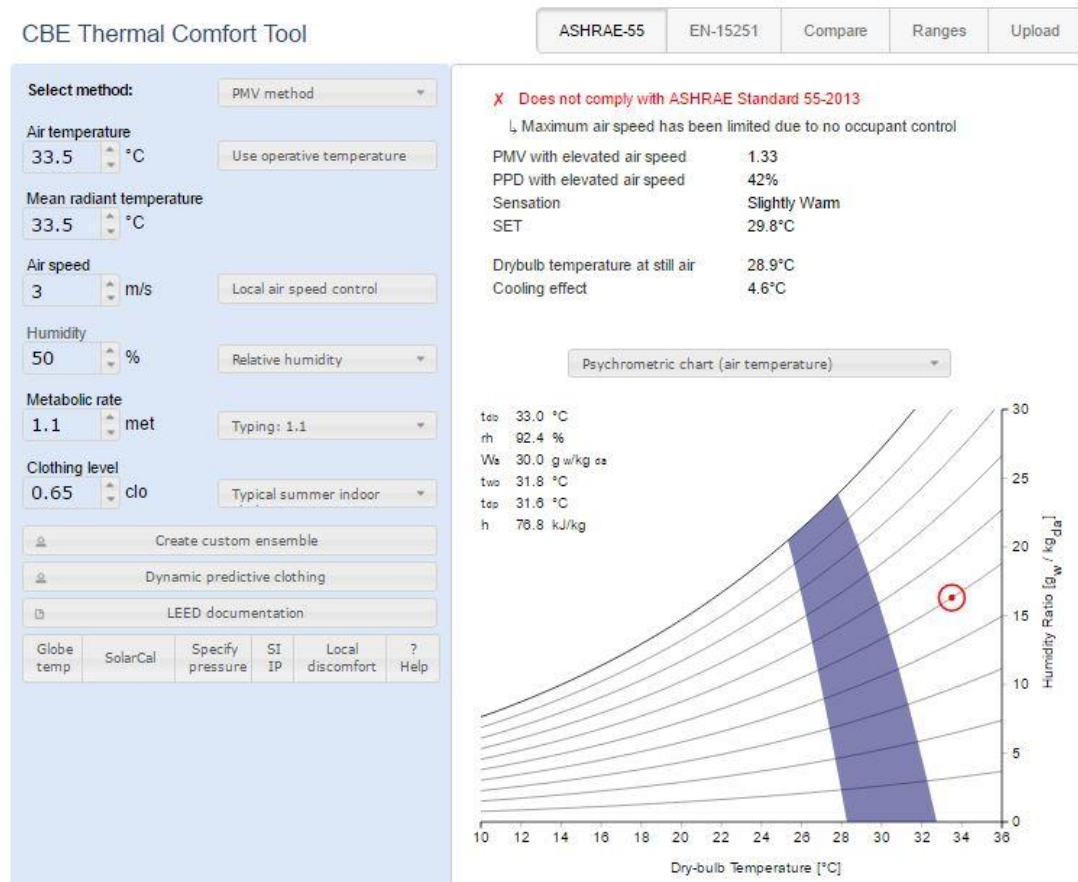 CBE Thermal Comfort Tool
ASHRAE-55 EN-15251 Compare Ranges Upload
Select method: PMV method
Air temperature
33.5 °C Use operative temperature
Mean radiant temperature
33.5 °C
Air speed
3 m/s Local air speed control
Humidity
50 % Relative humidity
Metabolic rate
1.1 met Typing: 1.1
Clothing level
0.65 clo Typical summer indoor
Create custom ensemble
Dynamic predictive clothing
LEED documentation
Globe temp SolarCal Specify pressure SI IP Local discomfort ? Help
✗ Does not comply with ASHRAE Standard 55-2013
↳ Maximum air speed has been limited due to no occupant control
PMV with elevated air speed 1.33
PPD with elevated air speed 42%
Sensation Slightly Warm
SET 29.8°C
Drybulb temperature at still air 28.9°C
Cooling effect 4.6°C
Psychrometric chart (air temperature)
tdb 33.0 °C
rh 92.4 %
Wa 30.0 g w/kg da
twb 31.8 °C
tdp 31.6 °C
h 76.8 kJ/kg
30
25
20
15
10
5
0
Humidity Ratio [gw / kgda]
10 12 14 16 18 20 22 24 26 28 30 32 34 36
Dry-bulb Temperature [°C]